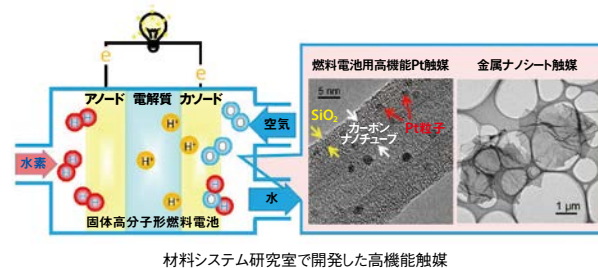 e
e
アノード 電解質 カソード
H H
H H
H H
H H
H⁺
H⁺
H⁺
H⁺
O O
O O
H O H
空気
水素
水
固体高分子形燃料電池
燃料電池用高機能Pt触媒
5 nm
SiO₂
カーボン
ナノチューブ
Pt粒子
金属ナノシート触媒
1 μm
材料システム研究室で開発した高機能触媒